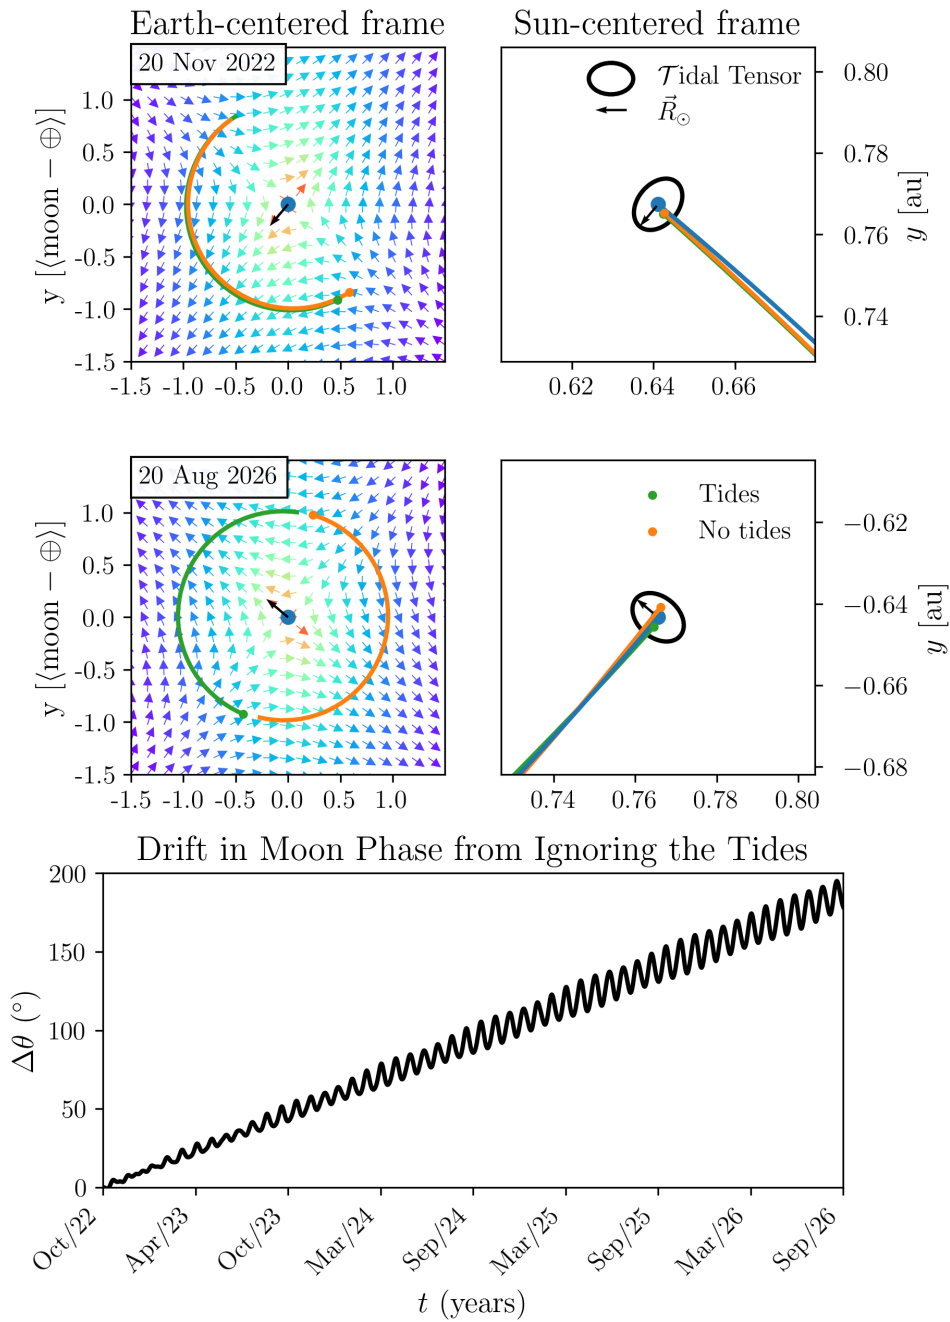 Earth-centered frame
Sun-centered frame
20 Nov 2022
y [⟨moon − ⊕⟩]
1.0
0.5
0.0
-0.5
-1.0
-1.5
-1.5 -1.0 -0.5 0.0 0.5 1.0
𝒯idal Tensor
R⃗⊙
0.80
0.78
0.76
0.74
y [au]
0.62 0.64 0.66
20 Aug 2026
y [⟨moon − ⊕⟩]
1.0
0.5
0.0
-0.5
-1.0
-1.5
-1.5 -1.0 -0.5 0.0 0.5 1.0
Tides
No tides
−0.62
−0.64
−0.66
−0.68
y [au]
0.74 0.76 0.78 0.80
Drift in Moon Phase from Ignoring the Tides
Δθ (°)
200
150
100
50
0
Oct/22 Apr/23 Oct/23 Mar/24 Sep/24 Mar/25 Sep/25 Mar/26 Sep/26
t (years)